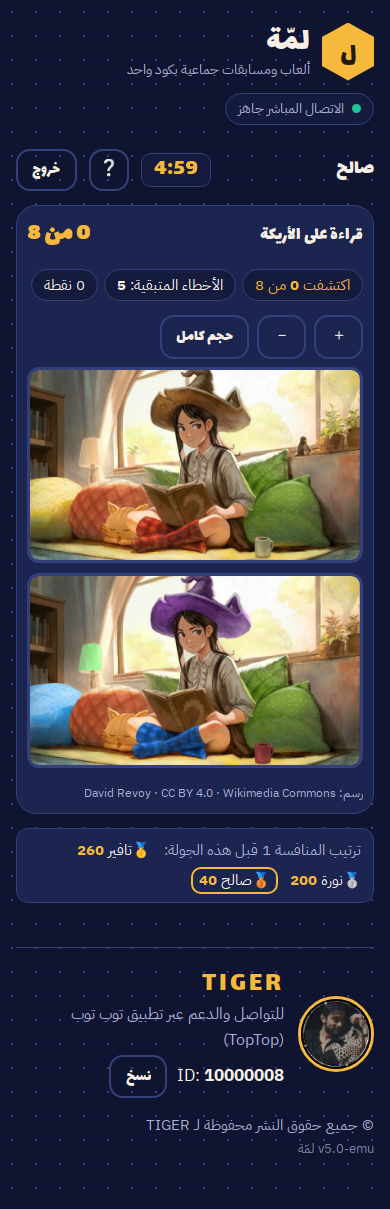 لمّة
ل
ألعاب ومسابقات جماعية بكود واحد
الاتصال المباشر جاهز
صالح
4:59
?
خروج
قراءة على الأريكة
0 من 8
اكتشفت 0 من 8
الأخطاء المتبقية: 5
0 نقطة
+
−
حجم كامل
رسم: David Revoy · CC BY 4.0 · Wikimedia Commons
ترتيب المنافسة 1 قبل هذه الجولة: 🥇 تافير 260
🥈 نورة 200 🥉 صالح 40
TIGER
للتواصل والدعم عبر تطبيق توب توب
(TopTop)
ID: 10000008
نسخ
© جميع حقوق النشر محفوظة لـ TIGER
لمّة v5.0-emu